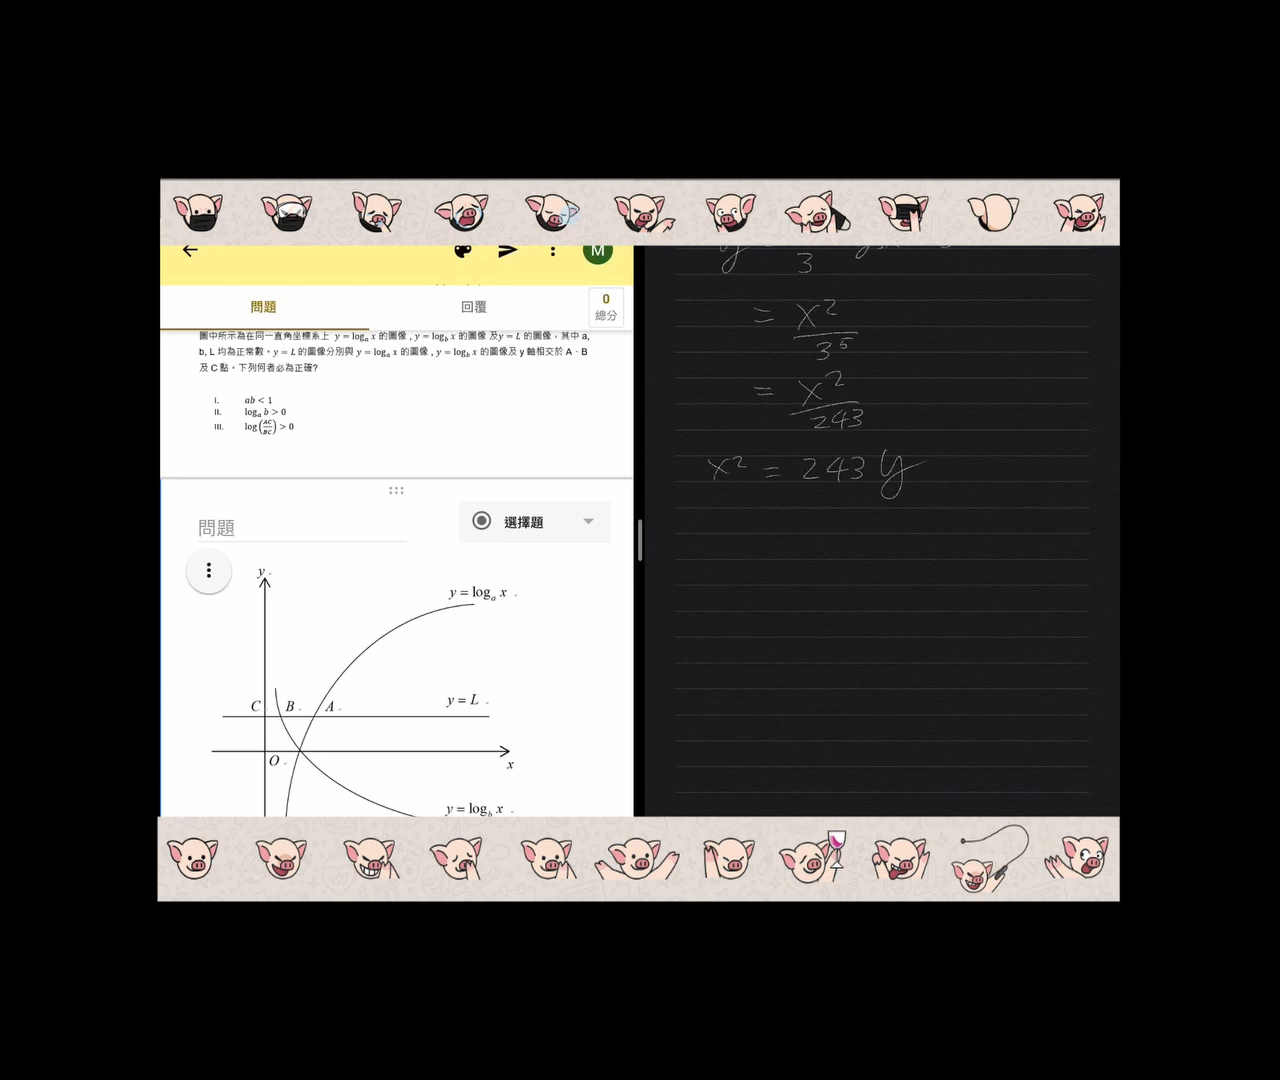 M
問題
回覆
0
總分
圖中所示為在同一直角坐標系上 y = logₐ x 的圖像 , y = log_b x 的圖像 及y = L 的圖像，其中 a,
b, L 均為正常數。y = L 的圖像分別與 y = logₐ x 的圖像 , y = log_b x 的圖像及 y 軸相交於 A、B
及 C 點。下列何者必為正確?
I. ab < 1
II. logₐ b > 0
III. log(AC/BC) > 0
問題
選擇題
y
y = logₐ x
C B A y = L
O
x
y = log_b x
3
= x²/3⁵
= x²/243
x² = 243 y